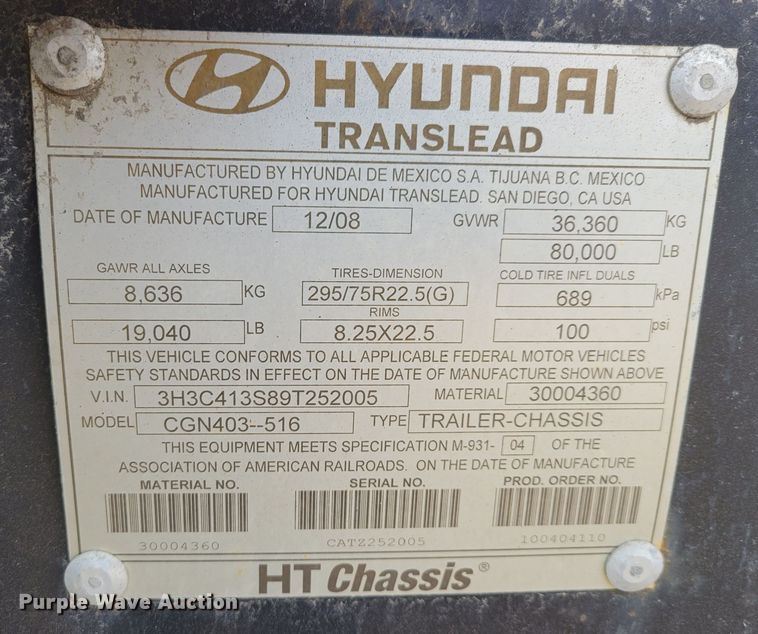 HYUNDAI
TRANSLEAD
MANUFACTURED BY HYUNDAI DE MEXICO S.A. TIJUANA B.C. MEXICO
MANUFACTURED FOR HYUNDAI TRANSLEAD. SAN DIEGO, CA USA
DATE OF MANUFACTURE 12/08 GVWR 36,360 KG
80,000 LB
GAWR ALL AXLES TIRES-DIMENSION COLD TIRE INFL DUALS
8,636 KG 295/75R22.5(G) 689 kPa
RIMS
19,040 LB 8.25X22.5 100 psi
THIS VEHICLE CONFORMS TO ALL APPLICABLE FEDERAL MOTOR VEHICLES
SAFETY STANDARDS IN EFFECT ON THE DATE OF MANUFACTURE SHOWN ABOVE
V.I.N. 3H3C413S89T252005 MATERIAL 30004360
MODEL CGN403--516 TYPE TRAILER-CHASSIS
THIS EQUIPMENT MEETS SPECIFICATION M-931- 04 OF THE
ASSOCIATION OF AMERICAN RAILROADS. ON THE DATE OF MANUFACTURE
MATERIAL NO. SERIAL NO. PROD. ORDER NO.
30004360 CATZ252005 100404110
HT Chassis®
Purple Wave Auction